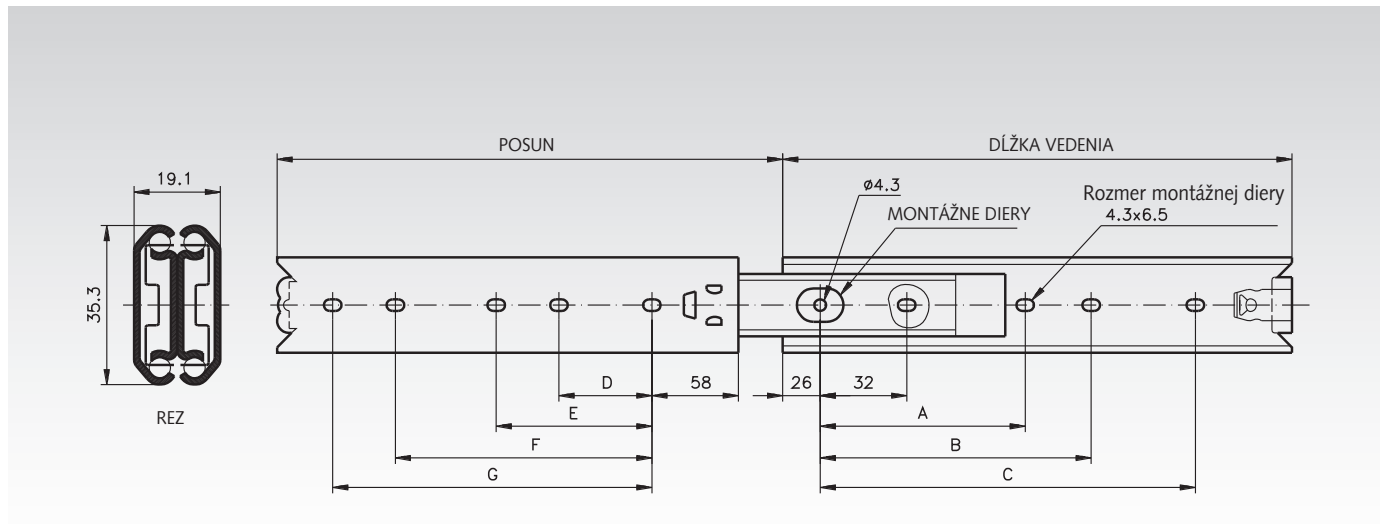 POSUN
DĹŽKA VEDENIA
19.1
ø4.3
Rozmer montážnej diery
MONTÁŽNE DIERY
4.3x6.5
35.3
D
58
26
32
E
A
REZ
F
B
G
C